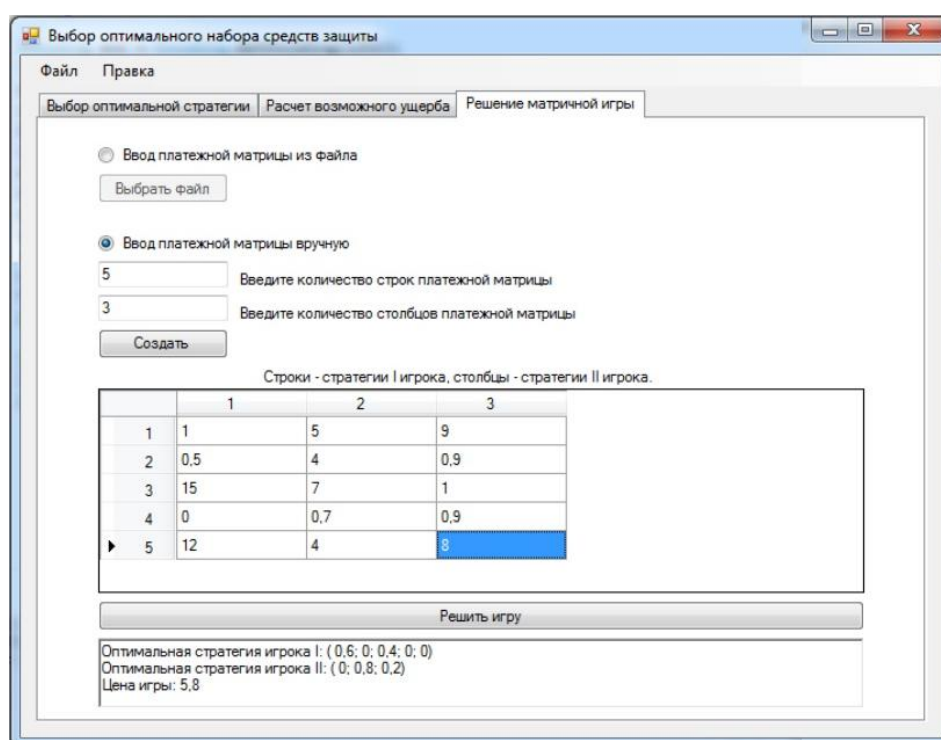 Выбор оптимального набора средств защиты
Файл Правка
Выбор оптимальной стратегии Расчет возможного ущерба Решение матричной игры
Ввод платежной матрицы из файла
Выбрать файл
Ввод платежной матрицы вручную
5 Введите количество строк платежной матрицы
3 Введите количество столбцов платежной матрицы
Создать
Строки - стратегии I игрока, столбцы - стратегии II игрока.
1 2 3
1 1 5 9
2 0,5 4 0,9
3 15 7 1
4 0 0,7 0,9
5 12 4 8
Решить игру
Оптимальная стратегия игрока I: ( 0,6; 0; 0,4; 0; 0)
Оптимальная стратегия игрока II: ( 0; 0,8; 0,2)
Цена игры: 5,8